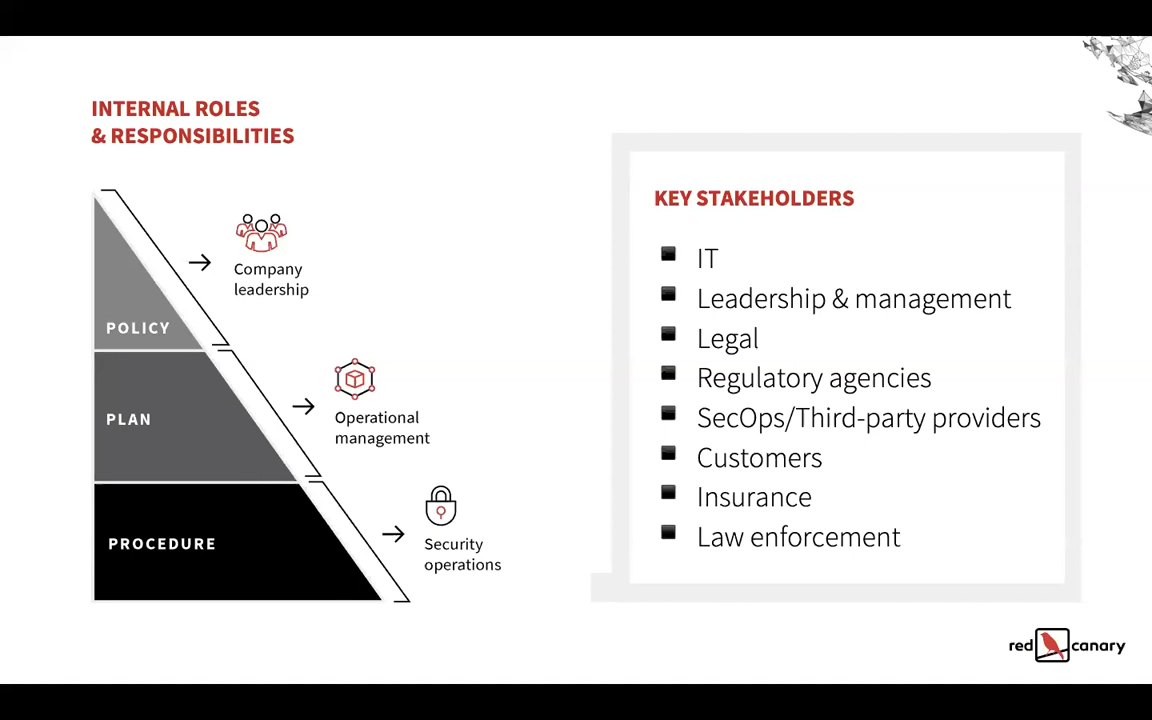 INTERNAL ROLES
& RESPONSIBILITIES
POLICY
Company
leadership
PLAN
Operational
management
PROCEDURE
Security
operations
KEY STAKEHOLDERS
IT
Leadership & management
Legal
Regulatory agencies
SecOps/Third-party providers
Customers
Insurance
Law enforcement
red canary